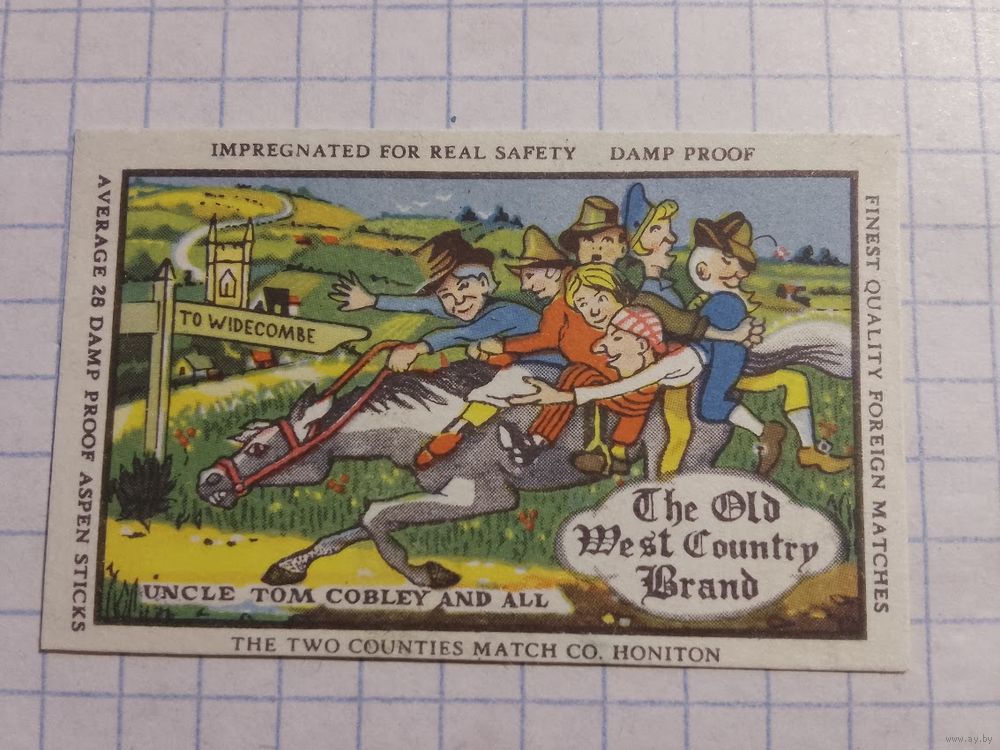 IMPREGNATED FOR REAL SAFETY DAMP PROOF
AVERAGE 28 DAMP PROOF ASPEN STICKS
FINEST QUALITY FOREIGN MATCHES
TO WIDECOMBE
The Old
West Country
Brand
UNCLE TOM COBLEY AND ALL
THE TWO COUNTIES MATCH CO. HONITON
www.ay.by